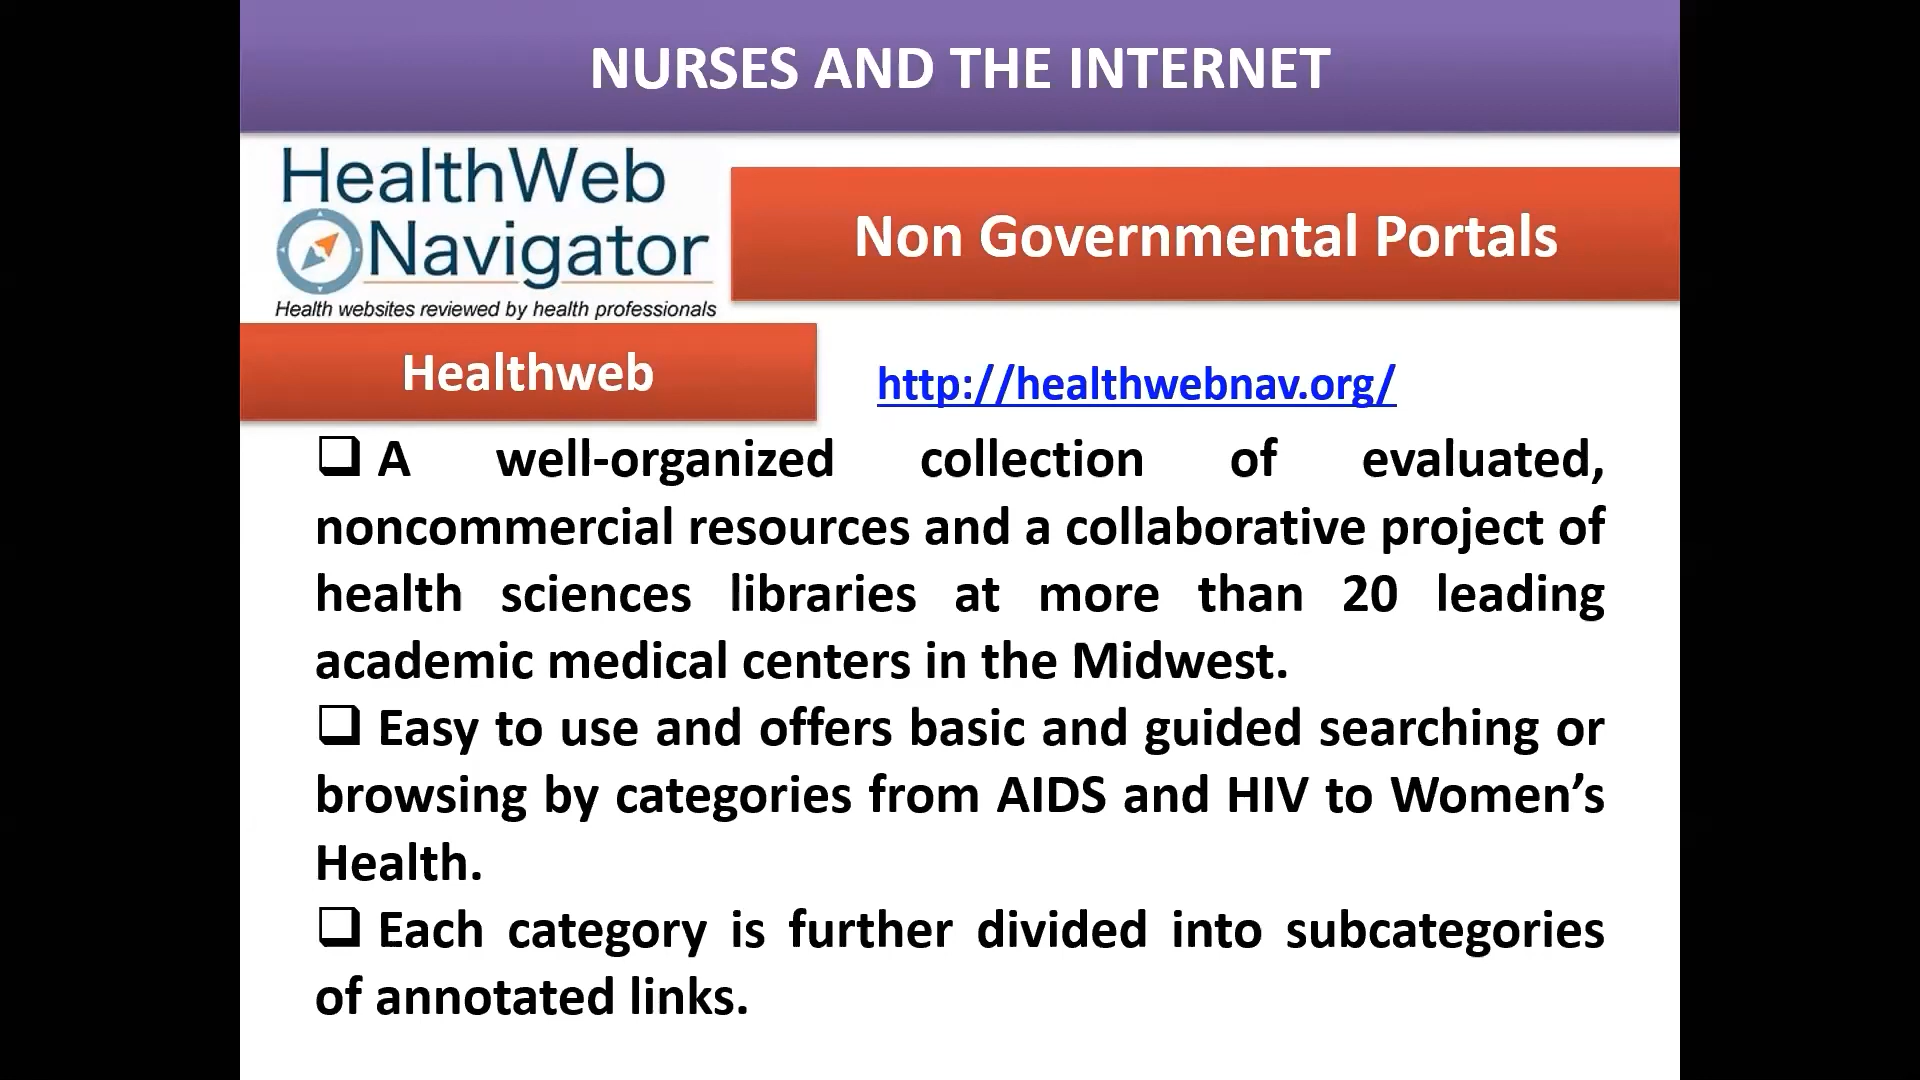 NURSES AND THE INTERNET
HealthWeb
Navigator
Health websites reviewed by health professionals
Non Governmental Portals
Healthweb
http://healthwebnav.org/
❑ A well-organized collection of evaluated,
noncommercial resources and a collaborative project of
health sciences libraries at more than 20 leading
academic medical centers in the Midwest.
❑ Easy to use and offers basic and guided searching or
browsing by categories from AIDS and HIV to Women’s
Health.
❑ Each category is further divided into subcategories
of annotated links.